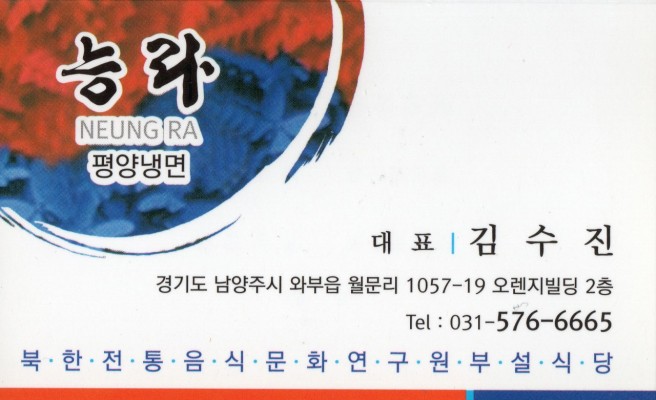 능라
NEUNG RA
평양냉면
대표 | 김수진
경기도 남양주시 와부읍 월문리 1057-19 오렌지빌딩 2층
Tel : 031-576-6665
북·한·전·통·음·식·문·화·연·구·원·부·설·식·당